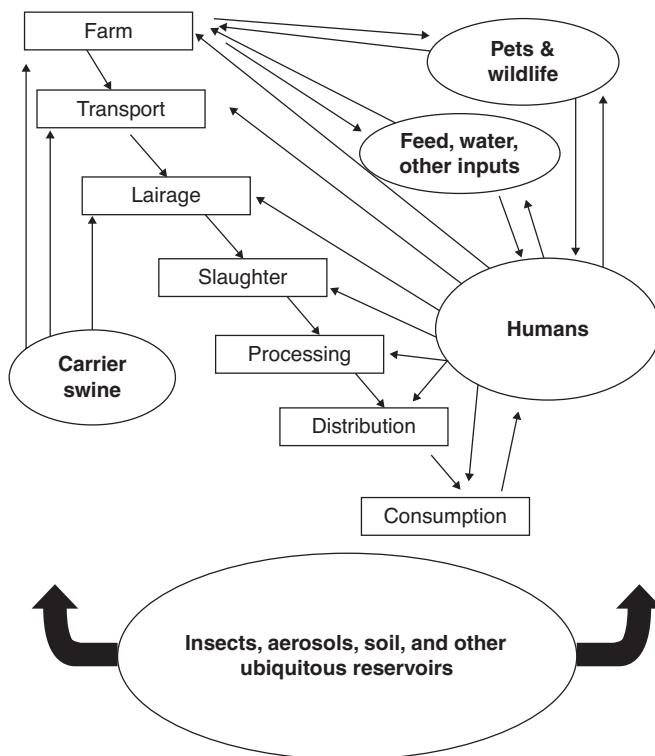 Farm
Pets &
wildlife
Transport
Feed, water,
other inputs
Lairage
Slaughter
Humans
Processing
Carrier
swine
Distribution
Consumption
Insects, aerosols, soil, and other
ubiquitous reservoirs